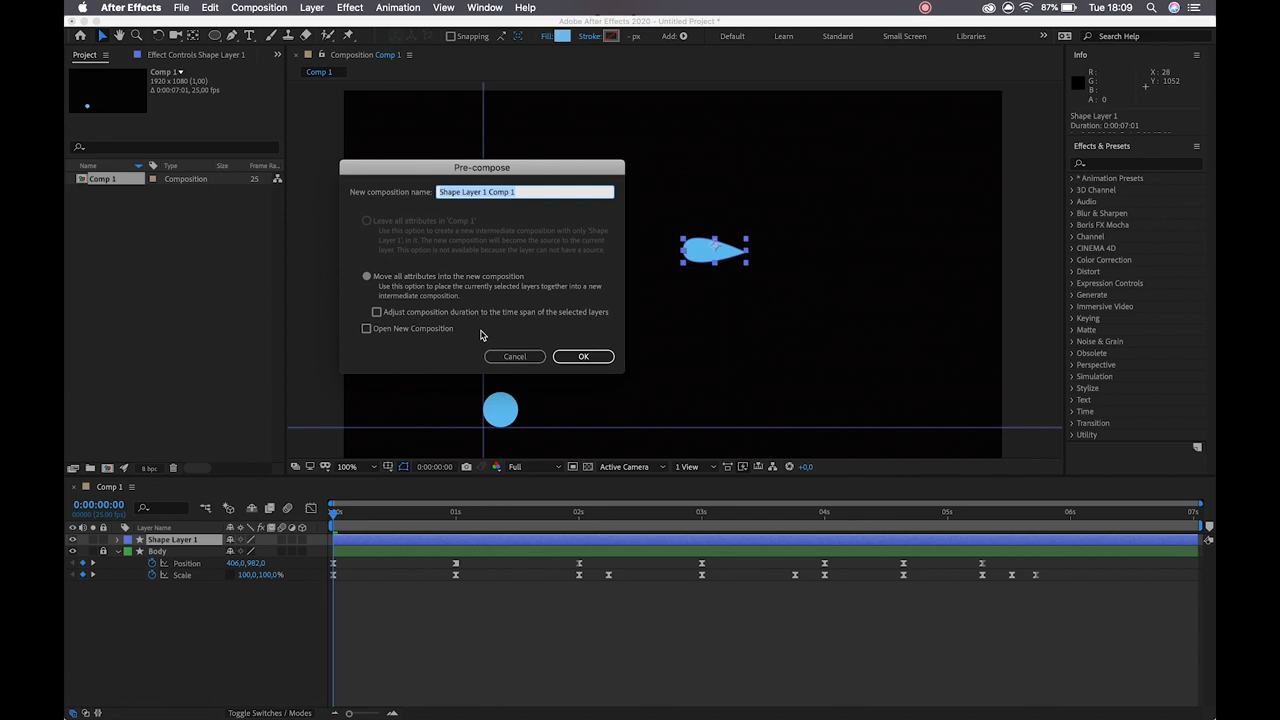 After Effects File Edit Composition Layer Effect Animation View Window Help 87% Tue 18:09
Adobe After Effects 2020 - Untitled Project *
Snapping Fill: Stroke: - px Add: Default Learn Standard Small Screen Libraries Search Help
Project Effect Controls Shape Layer 1 Composition Comp 1 Info
Comp 1
1920 x 1080 (1,00)
Δ 0:00:07:01, 25,00 fps
Comp 1
R: X: 28
G: Y: 1052
B:
A: 0
Shape Layer 1
Duration: 0:00:07:01
Name Type Size Frame Ra..
Comp 1 Composition 25
Pre-compose
New composition name: Shape Layer 1 Comp 1
Leave all attributes in 'Comp 1'
Use this option to create a new intermediate composition with only 'Shape
Layer 1', in it. The new composition will become the source to the current
layer. This option is not available because the layer can not have a source.
Move all attributes into the new composition
Use this option to place the currently selected layers together into a new
intermediate composition.
Adjust composition duration to the time span of the selected layers
Open New Composition
Cancel OK
Effects & Presets
* Animation Presets
3D Channel
Audio
Blur & Sharpen
Boris FX Mocha
Channel
CINEMA 4D
Color Correction
Distort
Expression Controls
Generate
Immersive Video
Keying
Matte
Noise & Grain
Obsolete
Perspective
Simulation
Stylize
Text
Time
Transition
Utility
8 bpc 100% 0:00:00:00 Full Active Camera 1 View +0,0
Comp 1
0:00:00:00
00000 (25.00 fps)
:00s 01s 02s 03s 04s 05s 06s 07s
Layer Name
Shape Layer 1
Body
Position 406,0,982,0
Scale 100,0,100,0%
Toggle Switches / Modes